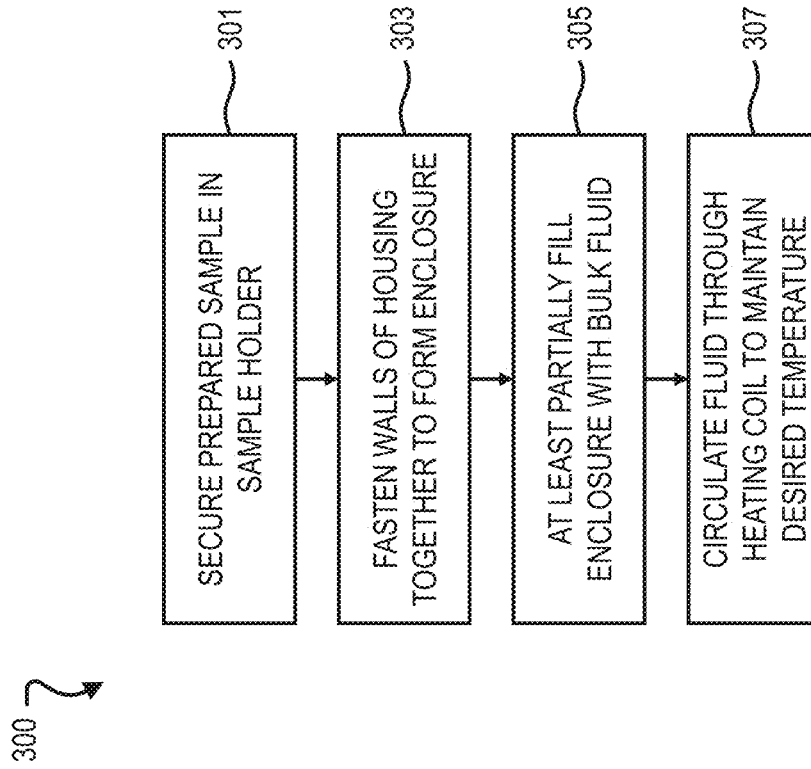 300
301
SECURE PREPARED SAMPLE IN
SAMPLE HOLDER
303
FASTEN WALLS OF HOUSING
TOGETHER TO FORM ENCLOSURE
305
AT LEAST PARTIALLY FILL
ENCLOSURE WITH BULK FLUID
307
CIRCULATE FLUID THROUGH
HEATING COIL TO MAINTAIN
DESIRED TEMPERATURE